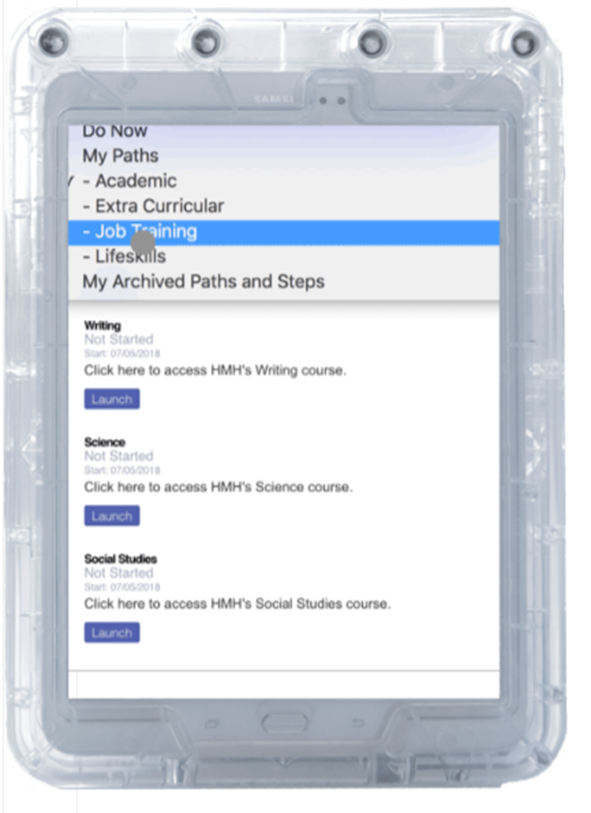 SAMSUNG
Do Now
My Paths
- Academic
- Extra Curricular
- Job Training
- Lifeskills
My Archived Paths and Steps
Writing
Not Started
Start: 07/05/2018
Click here to access HMH's Writing course.
Launch
Science
Not Started
Start: 07/05/2018
Click here to access HMH's Science course.
Launch
Social Studies
Not Started
Start: 07/05/2018
Click here to access HMH's Social Studies course.
Launch